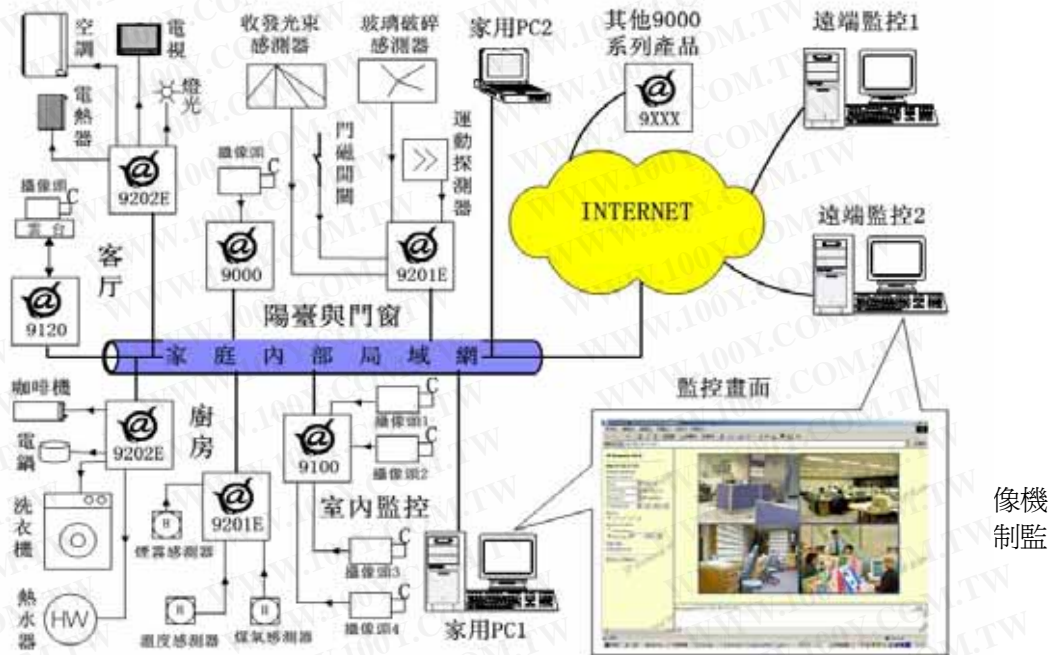 空調
電視
收發光束
感測器
玻璃破碎
感測器
家用PC2
其他9000
系列產品
遠端監控1
電熱器
燈光
9202E
攝像頭
雲台
9120
客厅
攝像頭
9000
門磁開關
運動探測器
9201E
9XXX
INTERNET
遠端監控2
陽臺與門窗
家庭內部局域網
咖啡機
電鍋
9202E
廚房
洗衣機
熱水器
HW
9201E
煙霧感測器
H
溫度感測器
H
煤氣感測器
H
9100
攝像頭1
攝像頭2
室內監控
攝像頭3
攝像頭4
家用PC1
監控畫面
像機
制監
WWW.100Y.COM.TW